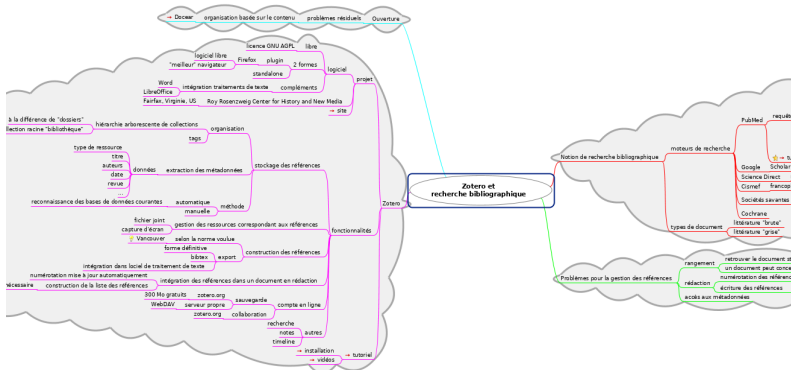 → Docear
organisation basée sur le contenu
problèmes résiduels
Ouverture
licence GNU AGPL
libre
logiciel libre
"meilleur" navigateur
Firefox
plugin
2 formes
standalone
logiciel
Word
LibreOffice
intégration traitements de texte
compléments
projet
Fairfax, Virginie, US
Roy Rosenzweig Center for History and New Media
→ site
à la différence de "dossiers"
collection racine "bibliothèque"
hiérarchie arborescente de collections
organisation
tags
type de ressource
titre
auteurs
date
revue
...
données
extraction des métadonnées
stockage des références
reconnaissance des bases de données courantes
automatique
manuelle
méthode
fichier joint
capture d'écran
gestion des ressources correspondant aux références
Vancouver
selon la norme voulue
forme définitive
bibtex
export
intégration dans lociel de traitement de texte
construction des références
fonctionnalités
Zotero
numérotation mise à jour automatiquement
nécessaire
construction de la liste des références
intégration des références dans un document en rédaction
300 Mo gratuits
zotero.org
WebDAV
serveur propre
sauvegarde
zotero.org
collaboration
compte en ligne
recherche
notes
timeline
autres
→ installation
→ vidéos
→ tutoriel
Zotero et
recherche bibliographique
Notion de recherche bibliographique
moteurs de recherche
PubMed
requêt
→ tu
Google
Scholar
Science Direct
Cismef
francop
Sociétés savantes
Cochrane
types de document
littérature "brute"
littérature "grise"
Problèmes pour la gestion des références
rangement
retrouver le document st
un document peut conce
rédaction
numérotation des référenc
écriture des références
accès aux métadonnées